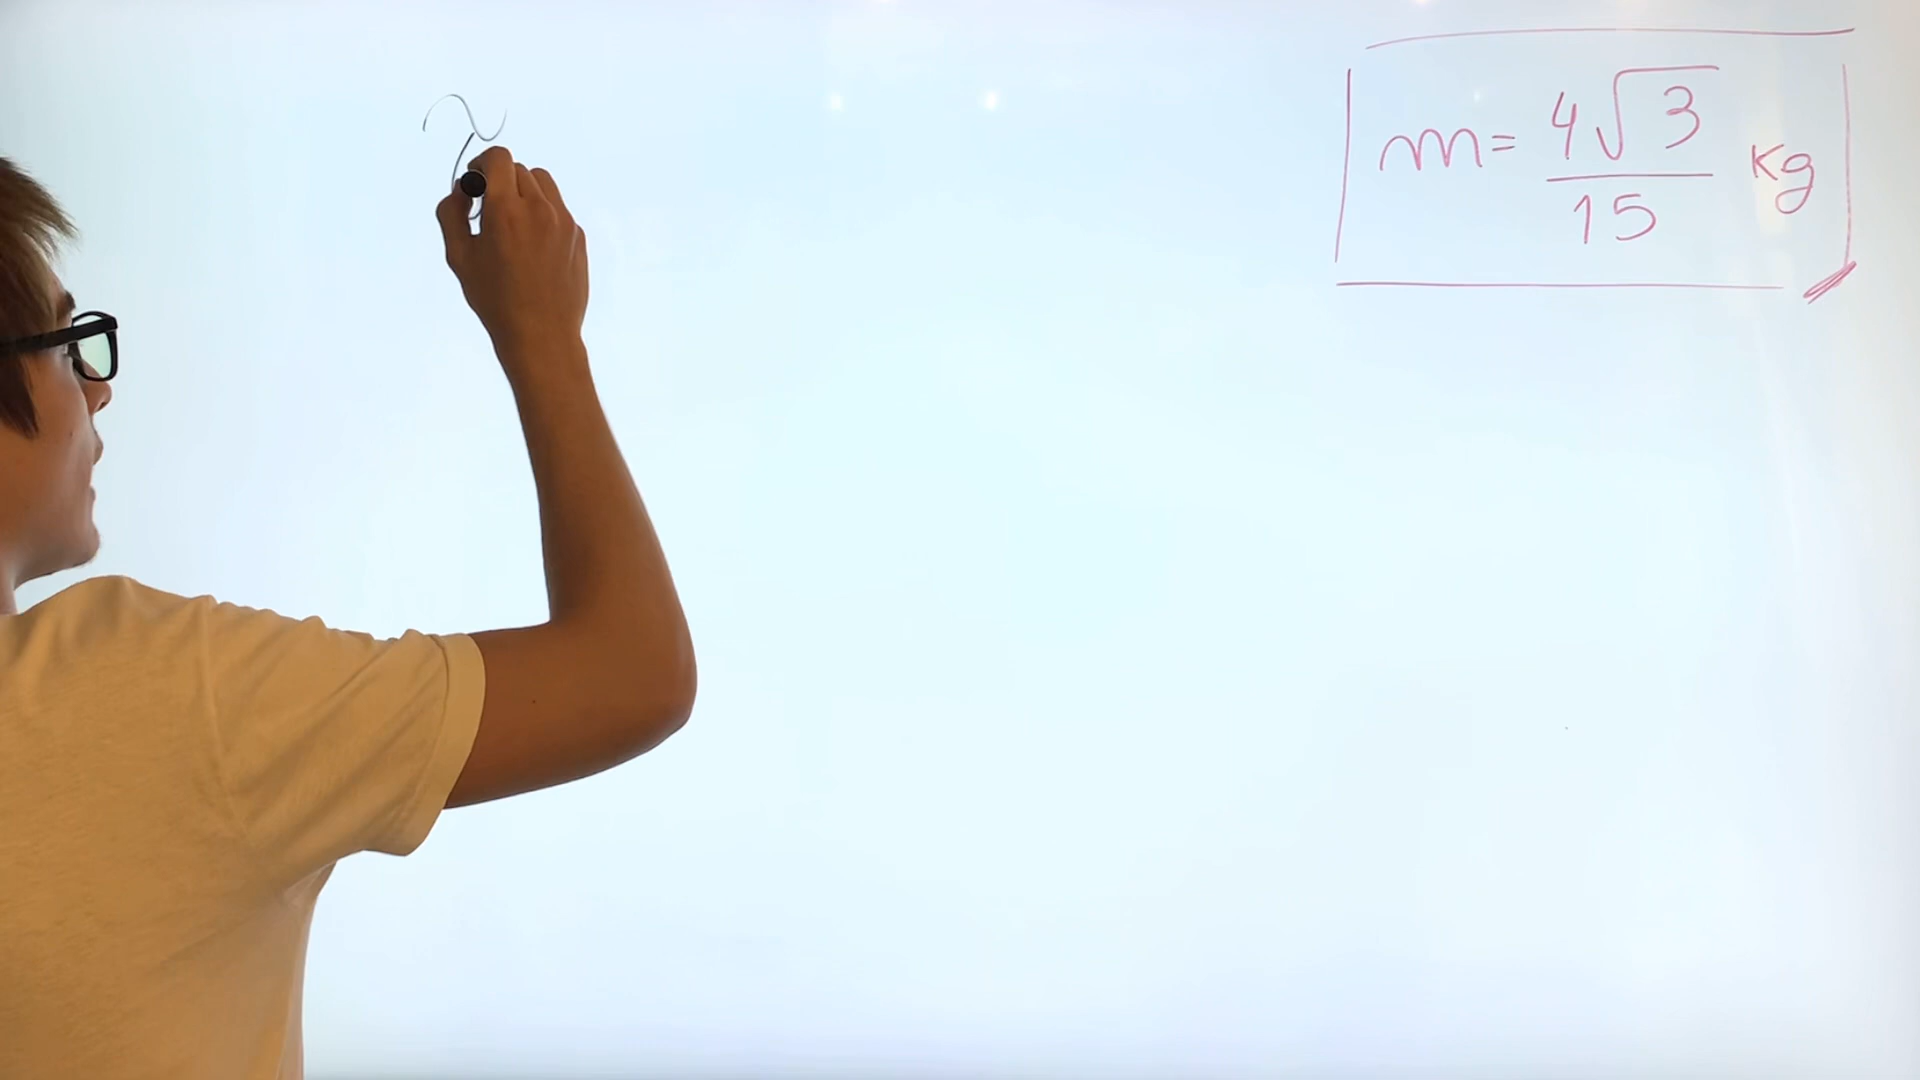 m = 4√3/15 kg